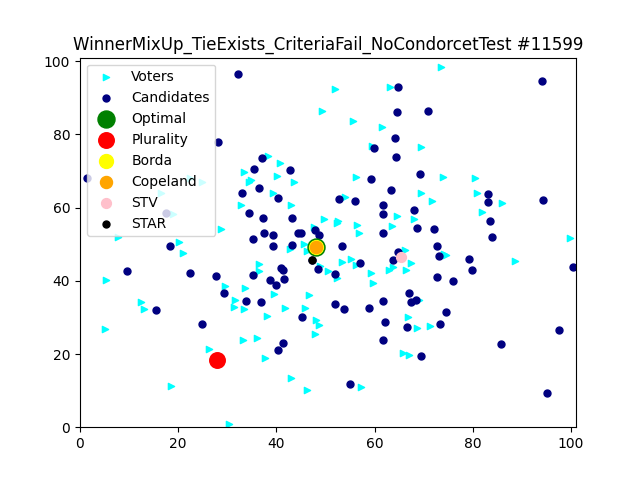 WinnerMixUp_TieExists_CriteriaFail_NoCondorcetTest #11599
100
80
60
40
20
0
0 20 40 60 80 100
Voters
Candidates
Optimal
Plurality
Borda
Copeland
STV
STAR